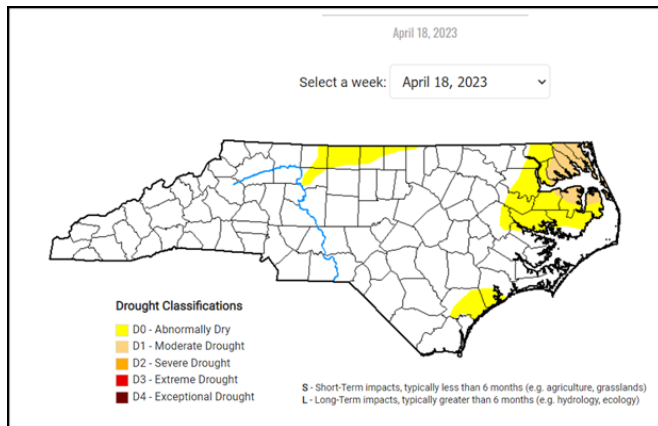 April 18, 2023
Select a week: April 18, 2023
Drought Classifications
D0 - Abnormally Dry
D1 - Moderate Drought
D2 - Severe Drought
D3 - Extreme Drought
D4 - Exceptional Drought
S - Short-Term impacts, typically less than 6 months (e.g. agriculture, grasslands)
L - Long-Term impacts, typically greater than 6 months (e.g. hydrology, ecology)